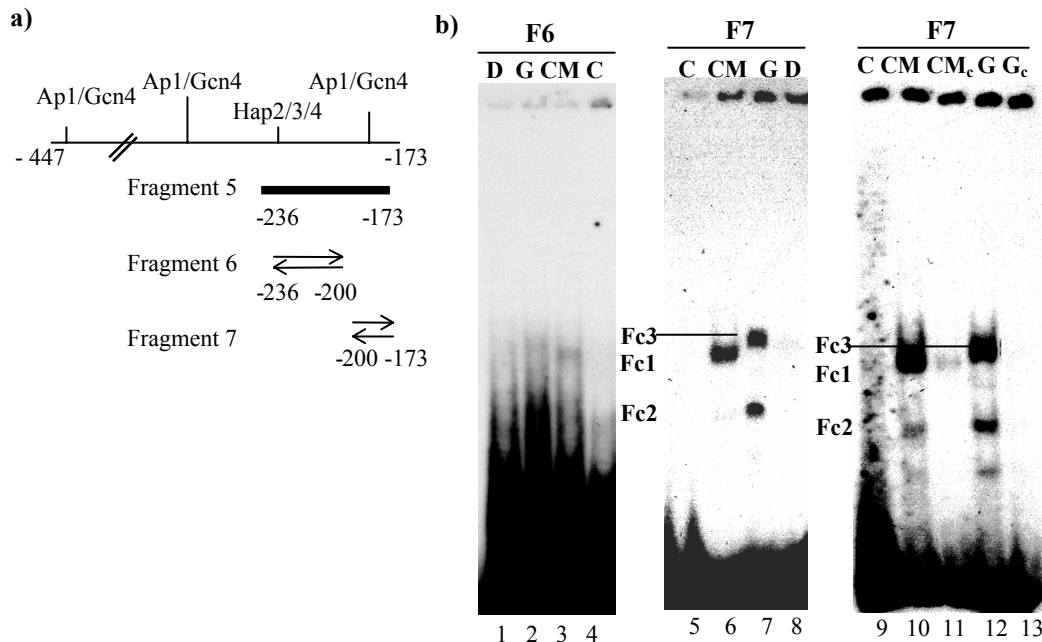 a)
Ap1/Gcn4 Ap1/Gcn4 Ap1/Gcn4
Hap2/3/4
- 447 -173
Fragment 5
-236 -173
Fragment 6
-236 -200
Fragment 7
-200 -173
b)
F6
D G CM C
1 2 3 4
F7
C CM G D
Fc3
Fc1
Fc2
5 6 7 8
F7
C CM CMc G Gc
Fc3
Fc1
Fc2
9 10 11 12 13